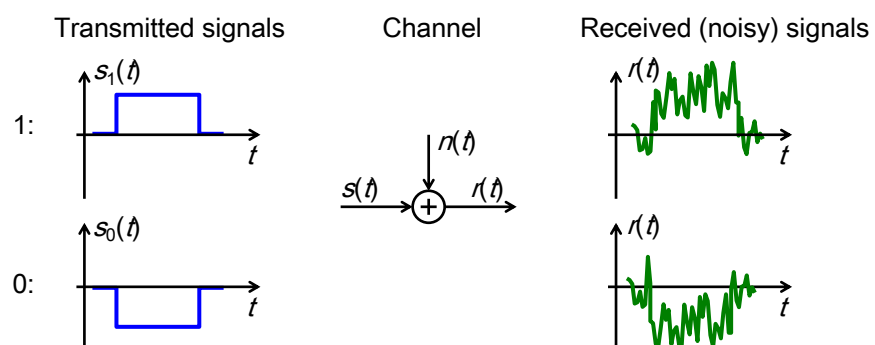 Transmitted signals
Channel
Received (noisy) signals
1:
s₁(t)
t
n(t)
s(t)
+
r(t)
r(t)
t
0:
s₀(t)
t
r(t)
t